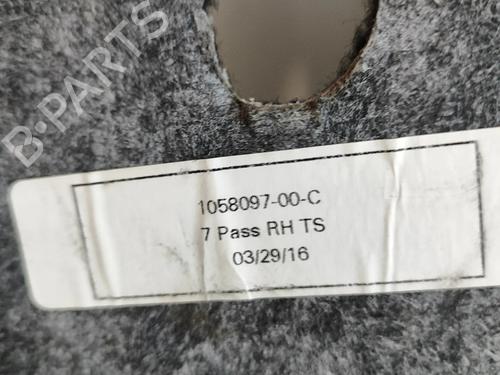 B-PARTS
1058097-00-C
7 Pass RH TS
03/29/16